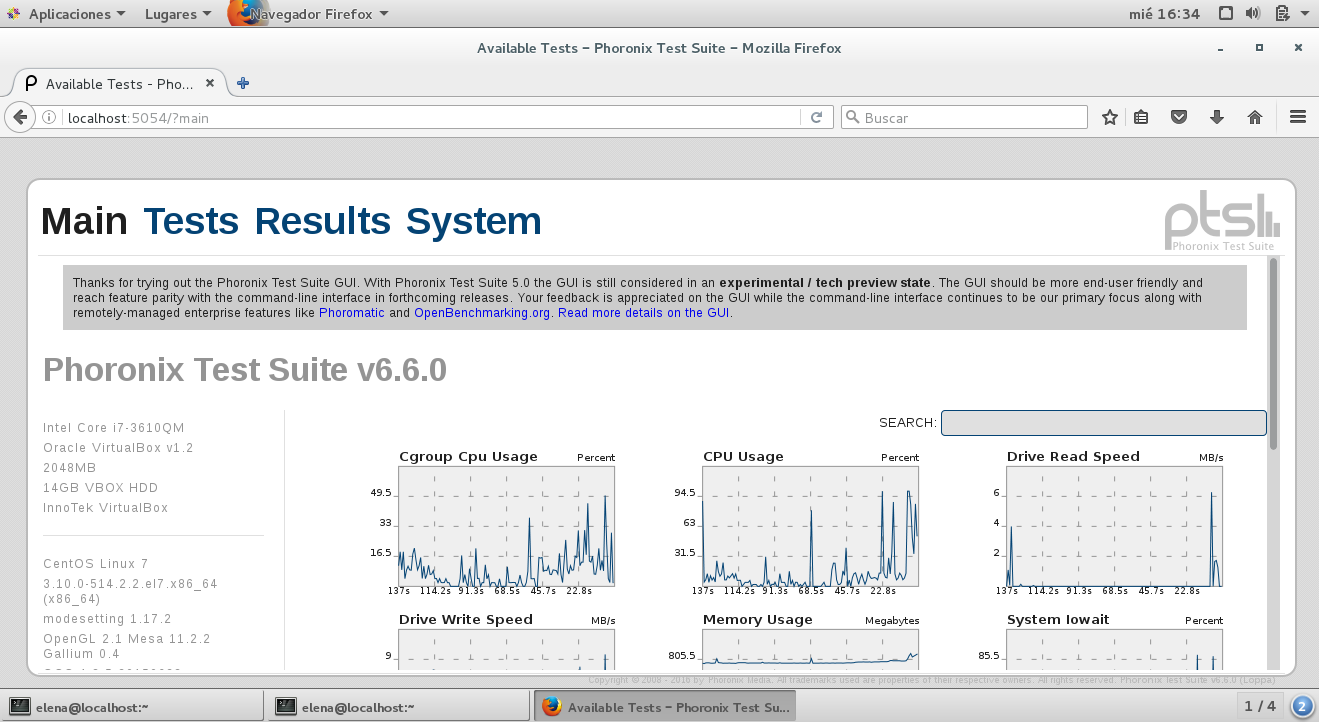 Aplicaciones Lugares Navegador Firefox mié 16:34
Available Tests – Phoronix Test Suite – Mozilla Firefox
Available Tests - Pho...
localhost:5054/?main
Buscar
Main Tests Results System
ptsl
Phoronix Test Suite
Thanks for trying out the Phoronix Test Suite GUI. With Phoronix Test Suite 5.0 the GUI is still considered in an experimental / tech preview state. The GUI should be more end-user friendly and
reach feature parity with the command-line interface in forthcoming releases. Your feedback is appreciated on the GUI while the command-line interface continues to be our primary focus along with
remotely-managed enterprise features like Phoromatic and OpenBenchmarking.org. Read more details on the GUI.
Phoronix Test Suite v6.6.0
Intel Core i7-3610QM
Oracle VirtualBox v1.2
2048MB
14GB VBOX HDD
InnoTek VirtualBox
CentOS Linux 7
3.10.0-514.2.2.el7.x86_64
(x86_64)
modesetting 1.17.2
OpenGL 2.1 Mesa 11.2.2
Gallium 0.4
SEARCH:
Cgroup Cpu Usage Percent
49.5
33
16.5
137s 114.2s 91.3s 68.5s 45.7s 22.8s
CPU Usage Percent
94.5
63
31.5
137s 114.2s 91.3s 68.5s 45.7s 22.8s
Drive Read Speed MB/s
6
4
2
137s 114.2s 91.3s 68.5s 45.7s 22.8s
Drive Write Speed MB/s
9
Memory Usage Megabytes
805.5
System Iowait Percent
85.5
Copyright © 2008 - 2016 by Phoronix Media. All trademarks used are properties of their respective owners. All rights reserved. Phoronix Test Suite v6.6.0 (Loppa)
elena@localhost:~
elena@localhost:~
Available Tests – Phoronix Test Su...
1 / 4
2